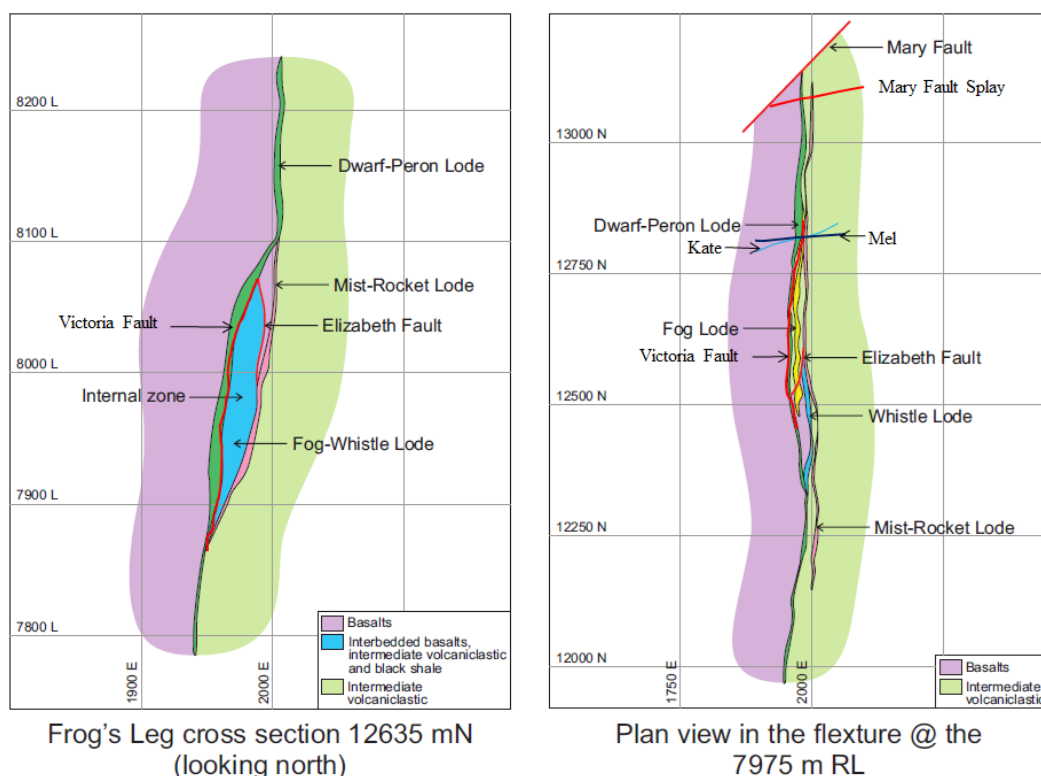 8200 L
8100 L
8000 L
7900 L
7800 L
1900 E
2000 E
Dwarf-Peron Lode
Mist-Rocket Lode
Victoria Fault
Elizabeth Fault
Internal zone
Fog-Whistle Lode
Basalts
Interbedded basalts,
intermediate volcaniclastic
and black shale
Intermediate
volcaniclastic
Frog's Leg cross section 12635 mN
(looking north)
Mary Fault
Mary Fault Splay
13000 N
Dwarf-Peron Lode
Mel
Kate
12750 N
Fog Lode
Victoria Fault
Elizabeth Fault
12500 N
Whistle Lode
Mist-Rocket Lode
12250 N
12000 N
1750 E
2000 E
Basalts
Intermediate
volcaniclastic
Plan view in the flexture @ the
7975 m RL